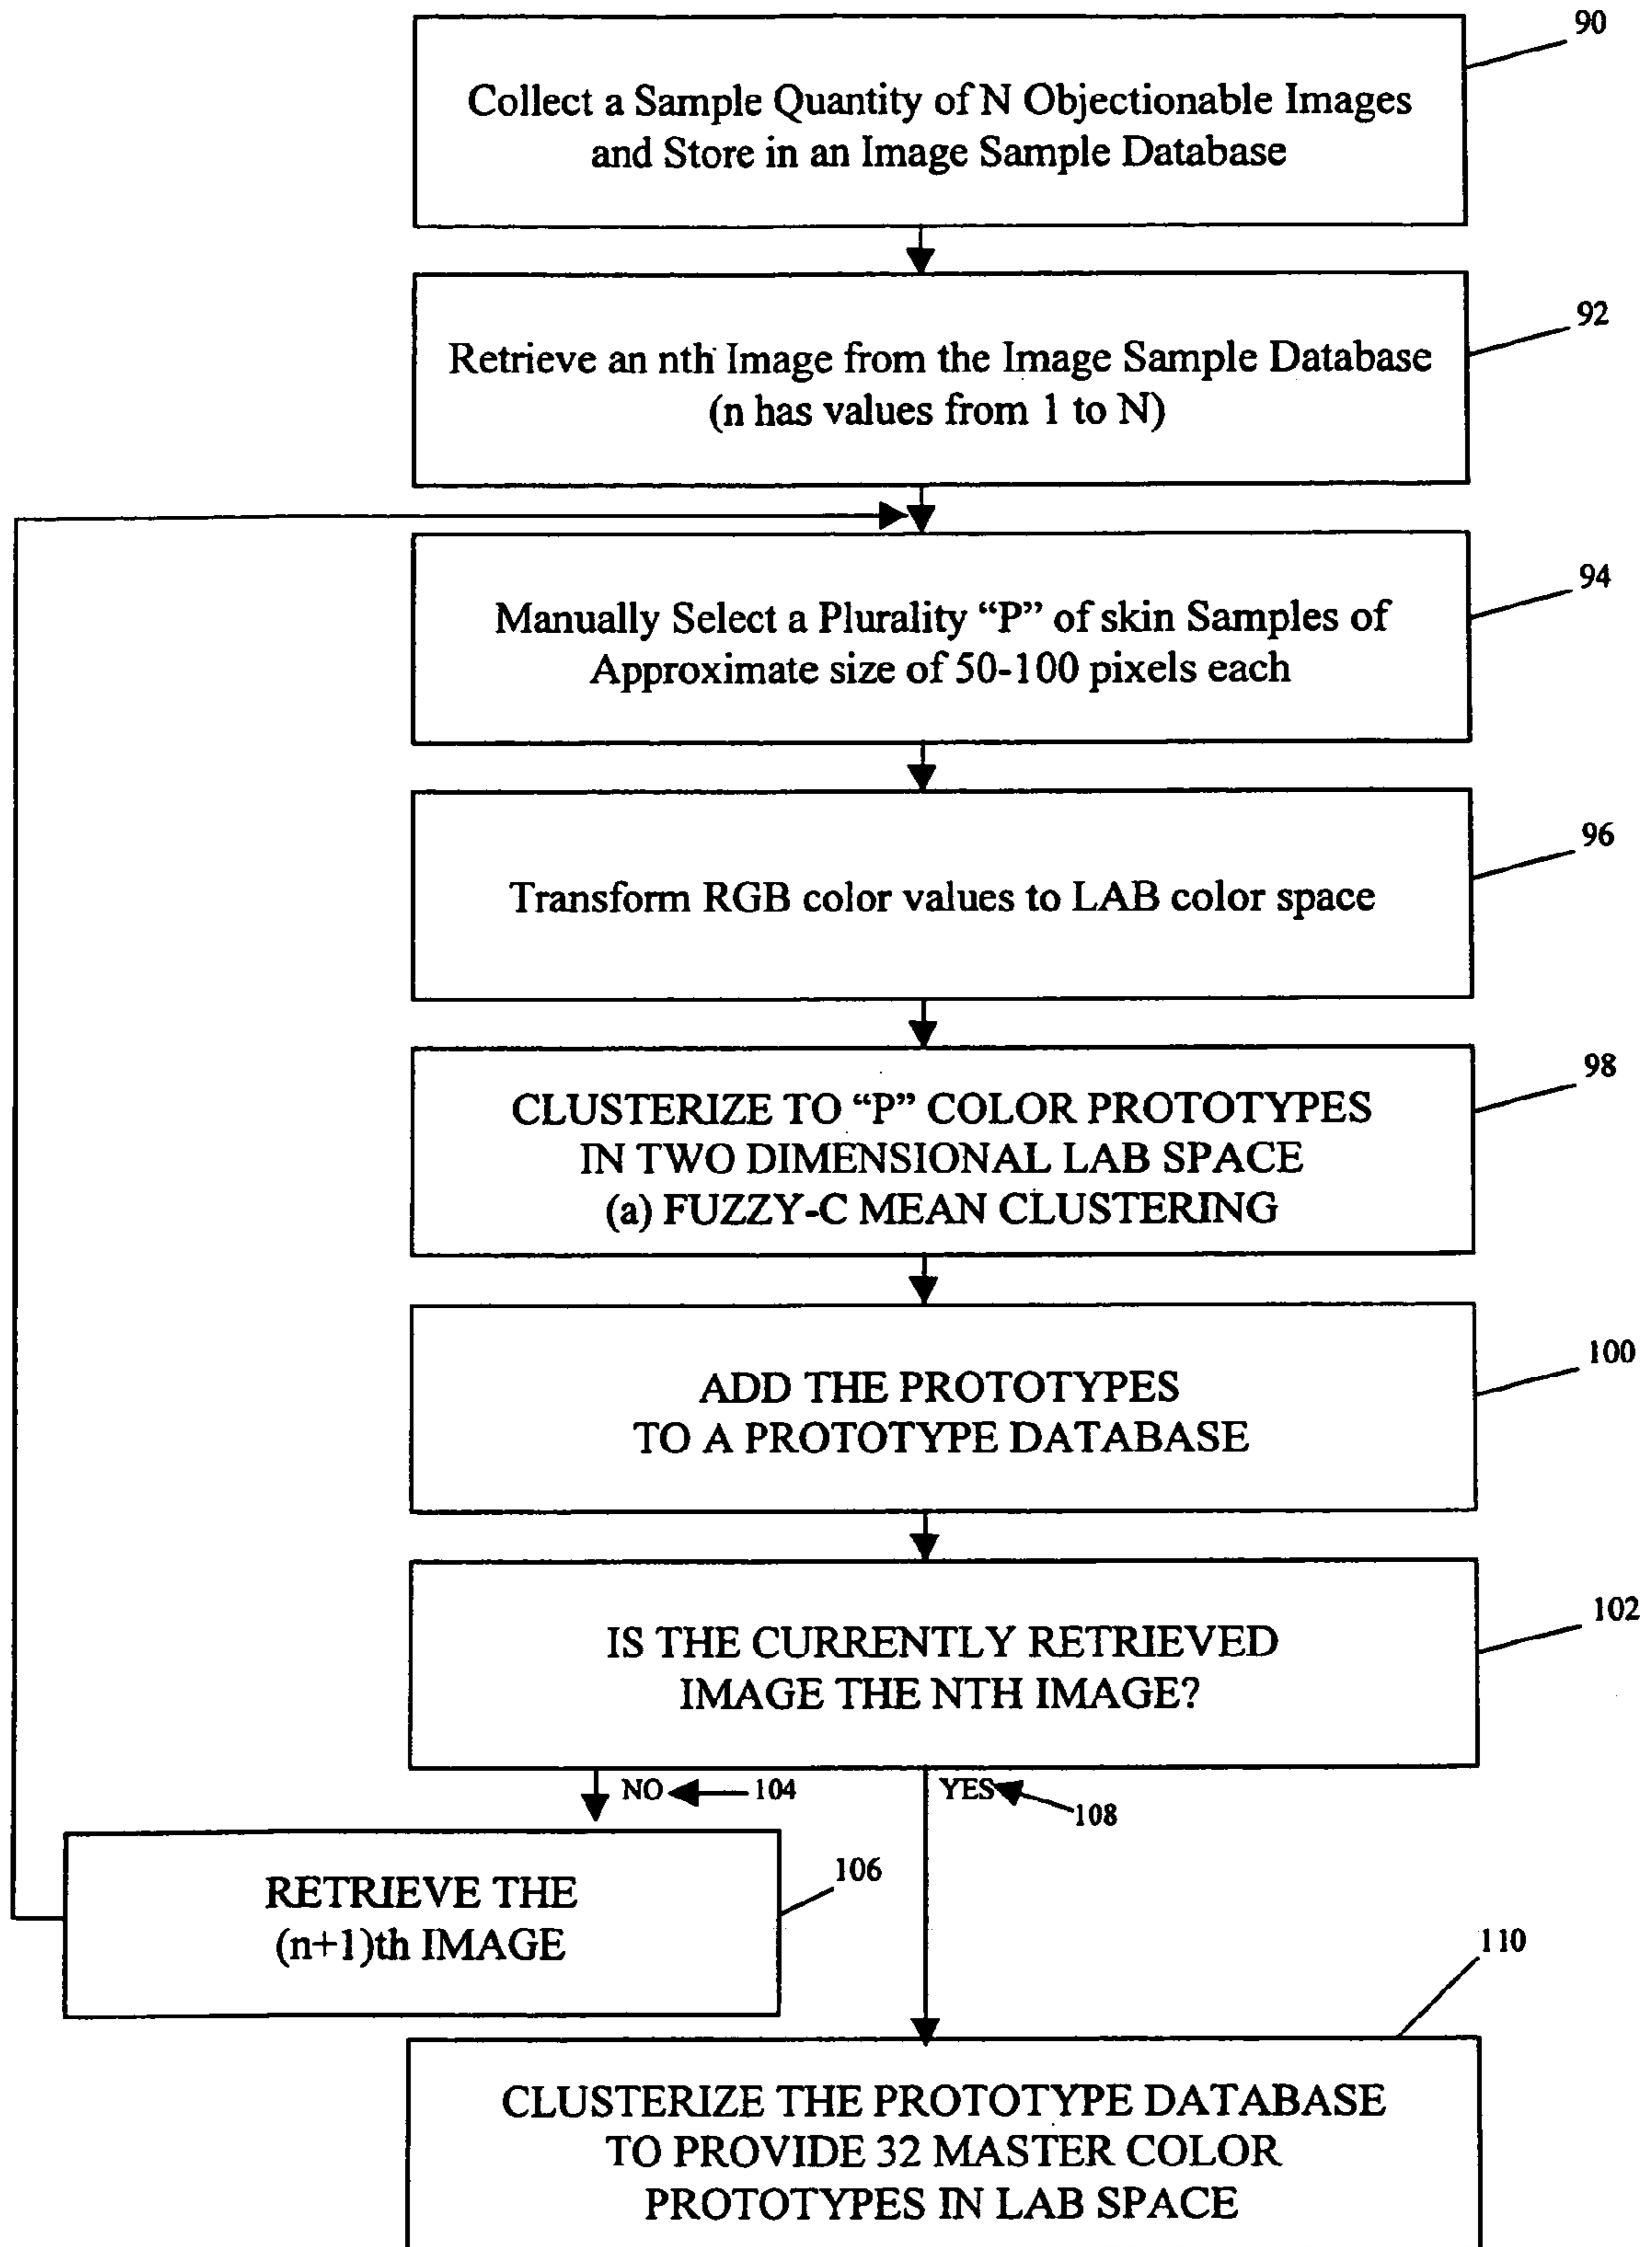 90
Collect a Sample Quantity of N Objectionable Images
and Store in an Image Sample Database
92
Retrieve an nth Image from the Image Sample Database
(n has values from 1 to N)
94
Manually Select a Plurality “P” of skin Samples of
Approximate size of 50-100 pixels each
96
Transform RGB color values to LAB color space
98
CLUSTERIZE TO “P” COLOR PROTOTYPES
IN TWO DIMENSIONAL LAB SPACE
(a) FUZZY-C MEAN CLUSTERING
100
ADD THE PROTOTYPES
TO A PROTOTYPE DATABASE
102
IS THE CURRENTLY RETRIEVED
IMAGE THE NTH IMAGE?
NO 104 YES
108
106
RETRIEVE THE
(n+1)th IMAGE
110
CLUSTERIZE THE PROTOTYPE DATABASE
TO PROVIDE 32 MASTER COLOR
PROTOTYPES IN LAB SPACE